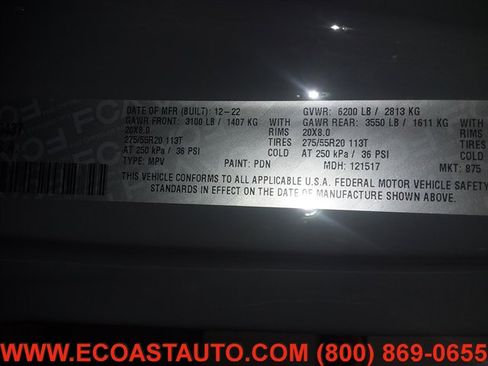 DATE OF MFR (BUILT): 12-22 GVWR: 6200 LB / 2813 KG
GAWR FRONT: 3100 LB / 1407 KG WITH GAWR REAR: 3550 LB / 1611 KG WITH
20X8.0 RIMS 20X8.0 RIMS
275/55R20 113T TIRES 275/55R20 113T TIRES
AT 250 kPa / 36 PSI COLD AT 250 kPa / 36 PSI COLD
TYPE: MPV PAINT: PDN MDH: 121517 MKT: 875
THIS VEHICLE CONFORMS TO ALL APPLICABLE U.S.A. FEDERAL MOTOR VEHICLE SAFETY
STANDARDS IN EFFECT ON THE DATE OF MANUFACTURE SHOWN ABOVE.
WWW.ECOASTAUTO.COM (800) 869-0655